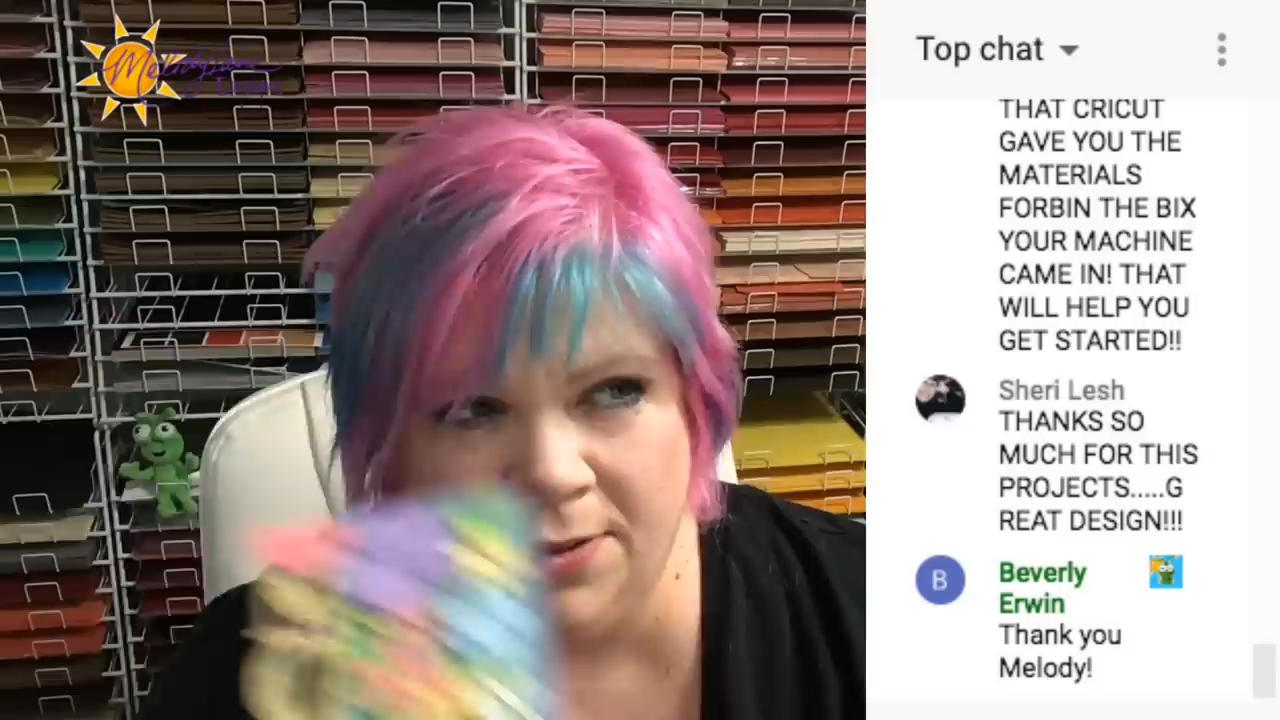 Top chat
THAT CRICUT
GAVE YOU THE
MATERIALS
FORBIN THE BIX
YOUR MACHINE
CAME IN! THAT
WILL HELP YOU
GET STARTED!!
Sheri Lesh
THANKS SO
MUCH FOR THIS
PROJECTS.....G
REAT DESIGN!!!
B
Beverly
Erwin
Thank you
Melody!